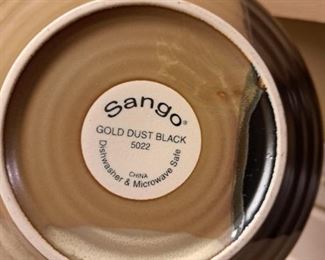 Sango®
GOLD DUST BLACK
5022
CHINA
Dishwasher & Microwave Safe